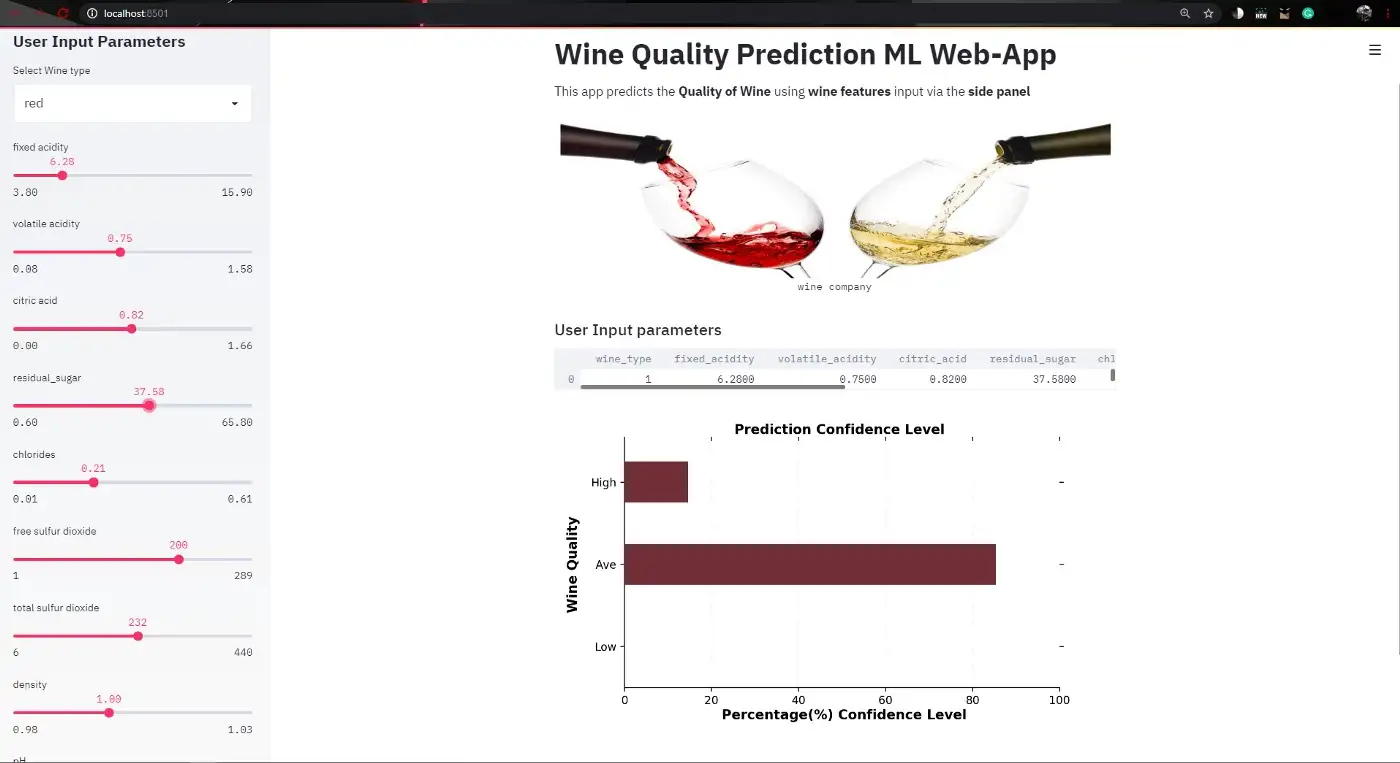 localhost:8501
NEW
User Input Parameters
Select Wine type
red
fixed acidity
6.28
3.80 15.90
volatile acidity
0.75
0.08 1.58
citric acid
0.82
0.00 1.66
residual_sugar
37.58
0.60 65.80
chlorides
0.21
0.01 0.61
free sulfur dioxide
200
1 289
total sulfur dioxide
232
6 440
density
1.00
0.98 1.03
pH
Wine Quality Prediction ML Web-App
This app predicts the Quality of Wine using wine features input via the side panel
wine company
User Input parameters
wine_type fixed_acidity volatile_acidity citric_acid residual_sugar chl
0 1 6.2800 0.7500 0.8200 37.5800
Prediction Confidence Level
High
Ave
Low
Wine Quality
0 20 40 60 80 100
Percentage(%) Confidence Level